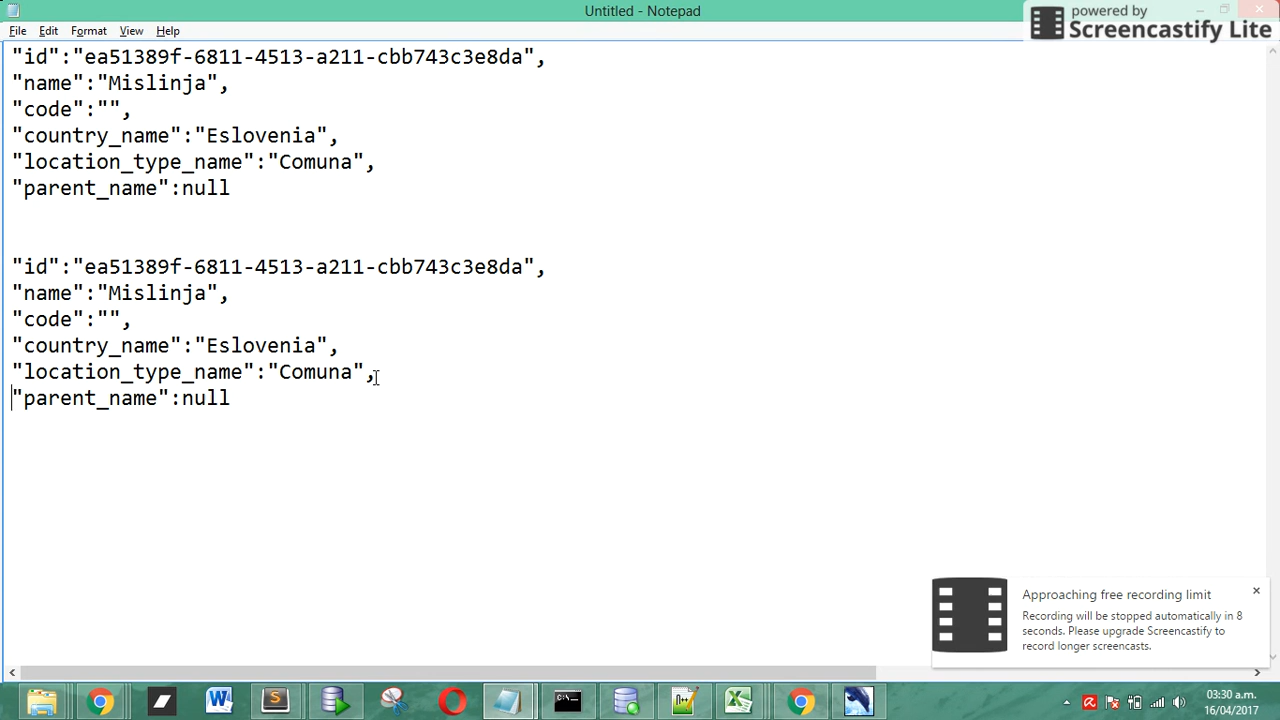 Untitled - Notepad
powered by
Screencastify Lite
File Edit Format View Help
"id":"ea51389f-6811-4513-a211-cbb743c3e8da",
"name":"Mislinja",
"code":"",
"country_name":"Eslovenia",
"location_type_name":"Comuna",
"parent_name":null
"id":"ea51389f-6811-4513-a211-cbb743c3e8da",
"name":"Mislinja",
"code":"",
"country_name":"Eslovenia",
"location_type_name":"Comuna",
"parent_name":null
Approaching free recording limit
Recording will be stopped automatically in 8
seconds. Please upgrade Screencastify to
record longer screencasts.
03:30 a.m.
16/04/2017